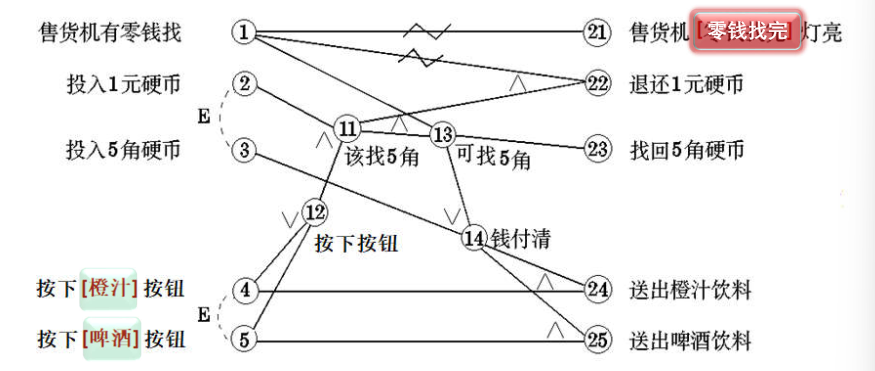 售货机有零钱找 1 21 售货机[零钱找完]灯亮
投入1元硬币 2 ∧ 22 退还1元硬币
E 11 ∧ 13
投入5角硬币 3 ∧ 该找5角 可找5角 23 找回5角硬币
∨ 12 ∨
按下按钮 14 钱付清
按下[橙汁]按钮 4 ∧ 24 送出橙汁饮料
E
按下[啤酒]按钮 5 ∧ 25 送出啤酒饮料